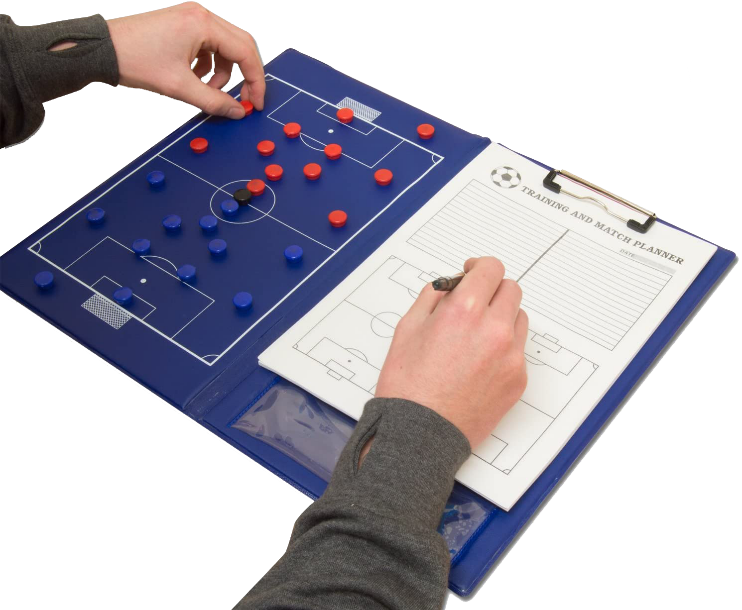 TRAINING AND MATCH PLANNER
DATE: